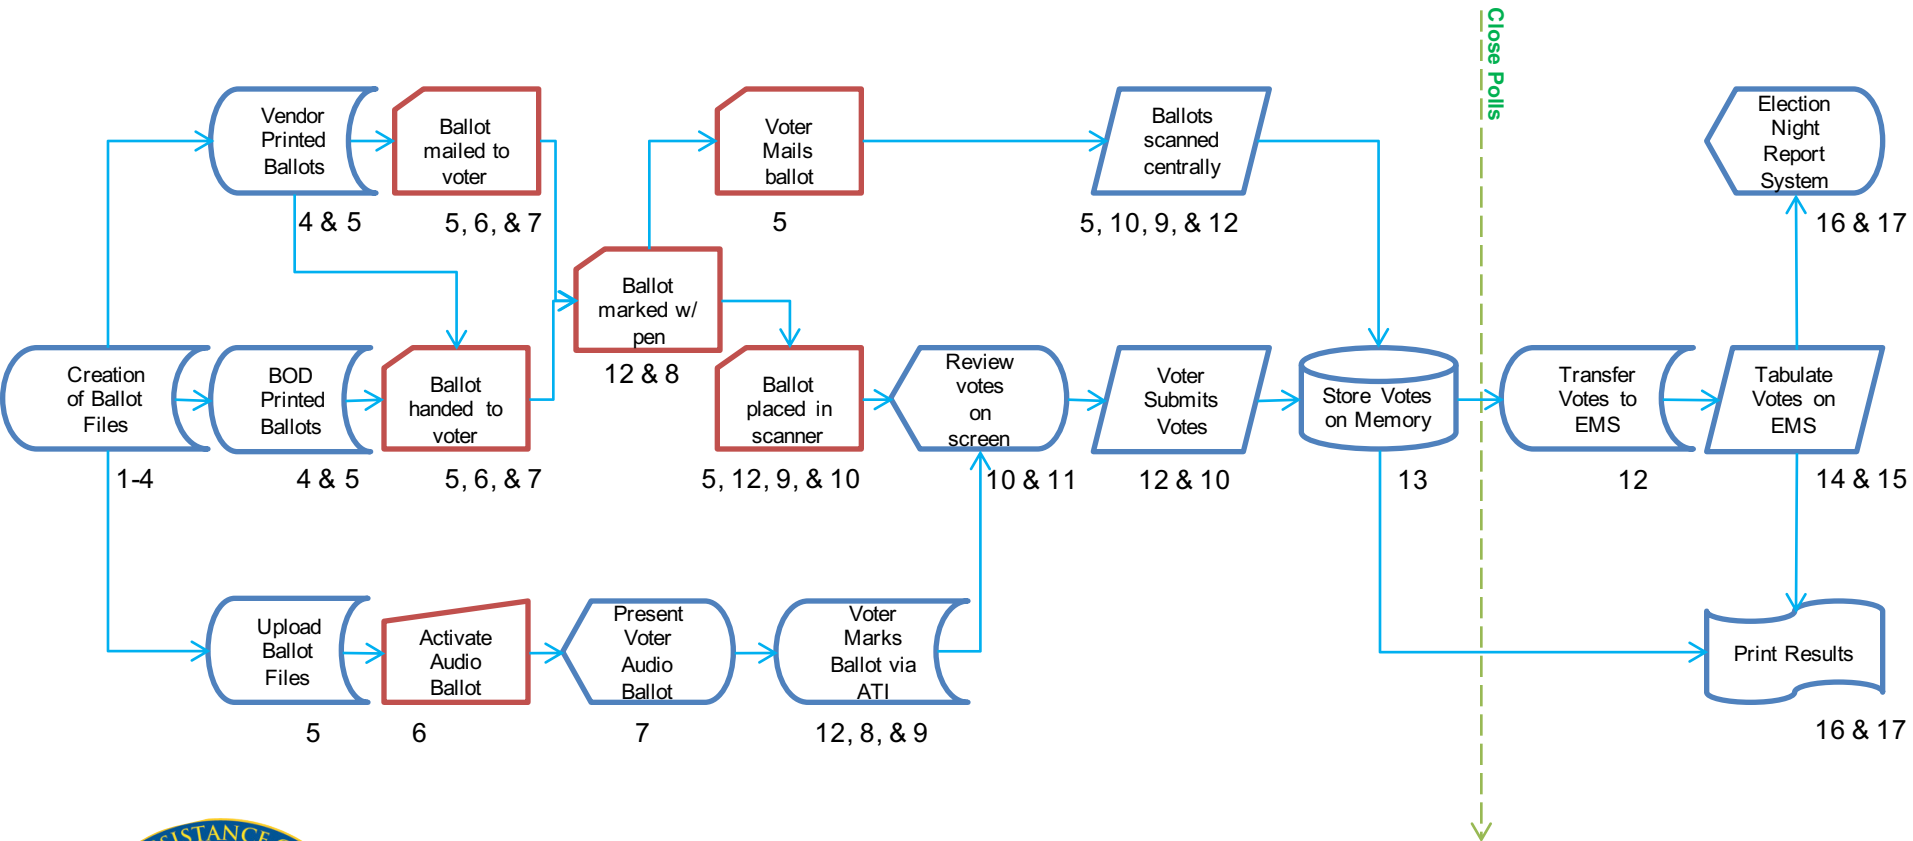 Close Polls
Vendor
Printed
Ballots
4 & 5
Ballot
mailed to
voter
5, 6, & 7
Voter
Mails
ballot
5
Ballots
scanned
centrally
5, 10, 9, & 12
Election
Night
Report
System
16 & 17
Ballot
marked w/
pen
12 & 8
Creation
of Ballot
Files
1-4
BOD
Printed
Ballots
4 & 5
Ballot
handed to
voter
5, 6, & 7
Ballot
placed in
scanner
5, 12, 9, & 10
Review
votes
on
screen
10 & 11
Voter
Submits
Votes
12 & 10
Store Votes
on Memory
13
Transfer
Votes to
EMS
12
Tabulate
Votes on
EMS
14 & 15
Upload
Ballot
Files
5
Activate
Audio
Ballot
6
Present
Voter
Audio
Ballot
7
Voter
Marks
Ballot via
ATI
12, 8, & 9
Print Results
16 & 17